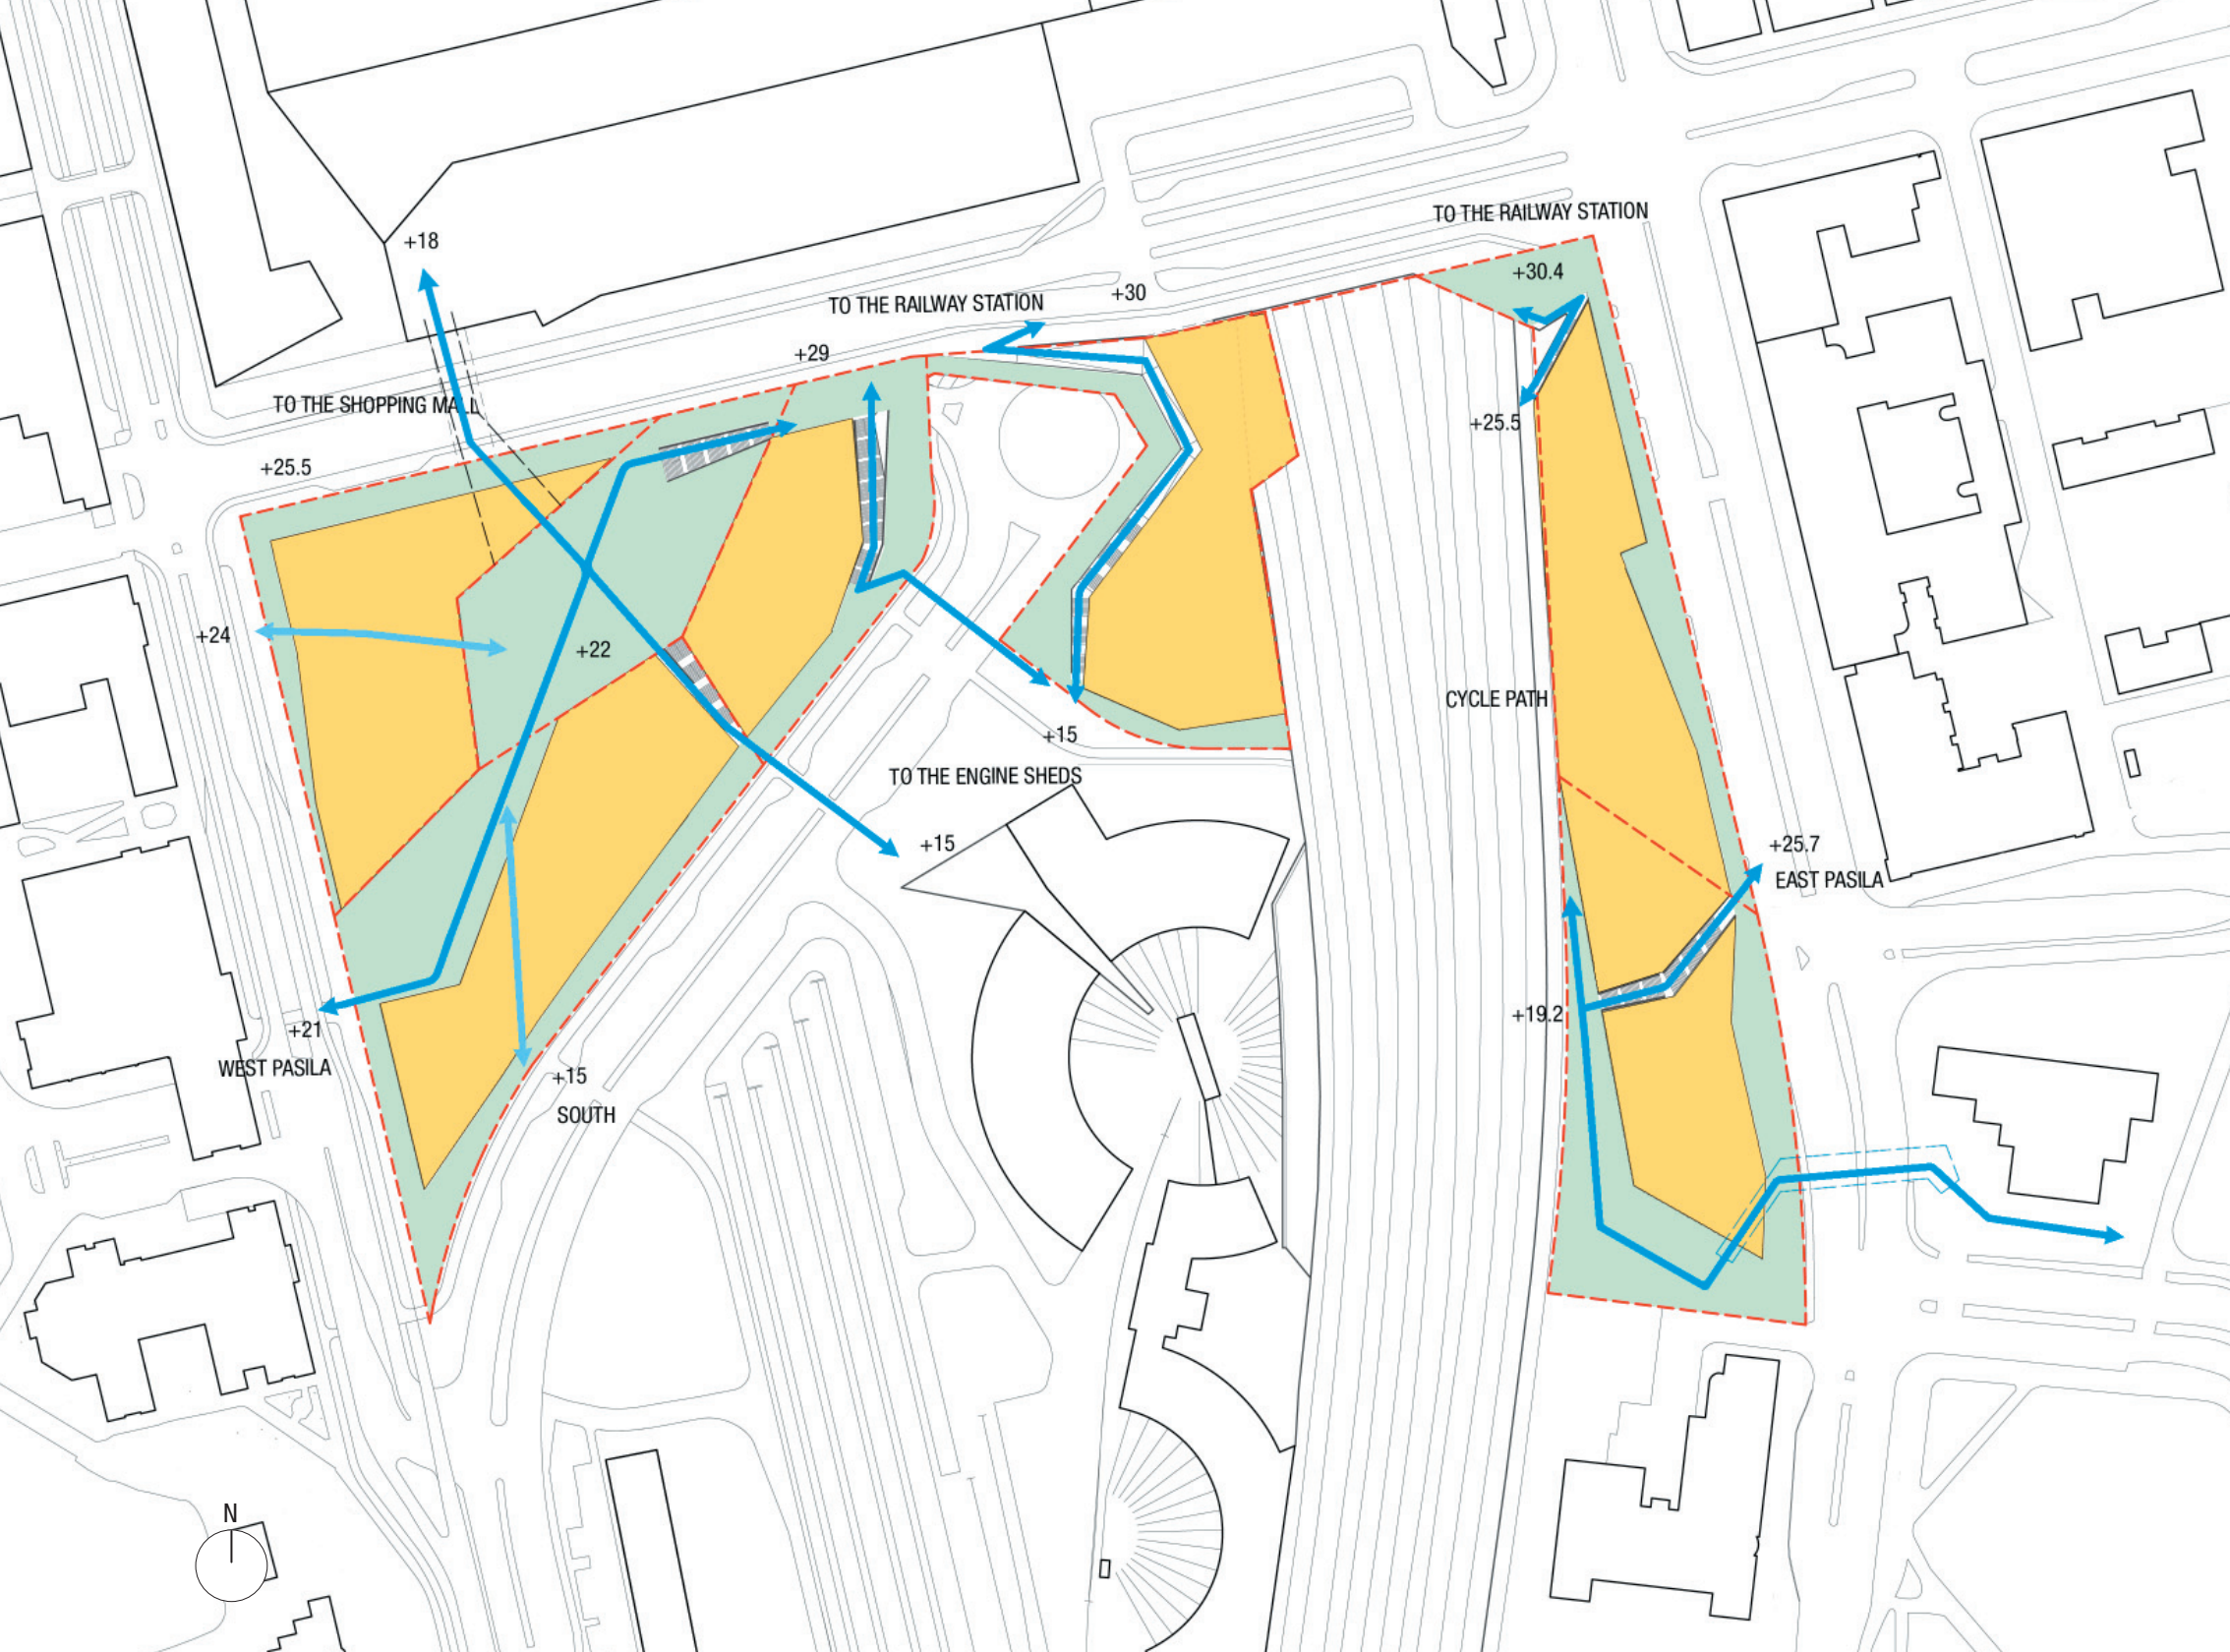 TO THE RAILWAY STATION
+18
+30.4
+30
TO THE RAILWAY STATION
+29
TO THE SHOPPING MALL
+25.5
+25.5
+24
+22
CYCLE PATH
+15
TO THE ENGINE SHEDS
+15
+25.7
EAST PASILA
+19.2
+21
WEST PASILA
+15
SOUTH
N